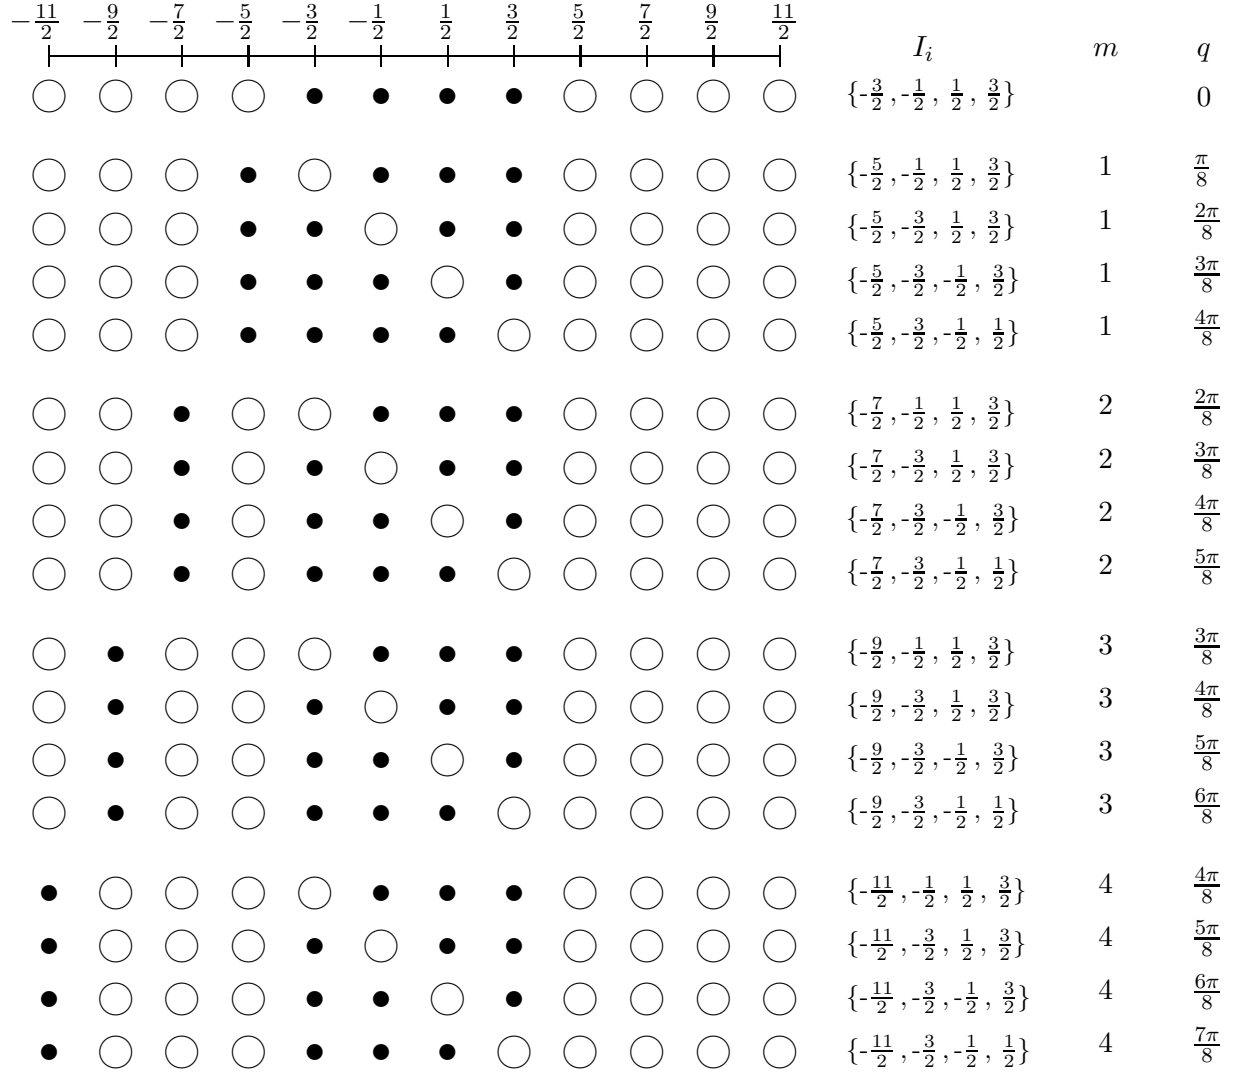 −11/2 −9/2 −7/2 −5/2 −3/2 −1/2 1/2 3/2 5/2 7/2 9/2 11/2
I_i m q
{-3/2, -1/2, 1/2, 3/2} 0
{-5/2, -1/2, 1/2, 3/2} 1 π/8
{-5/2, -3/2, 1/2, 3/2} 1 2π/8
{-5/2, -3/2, -1/2, 3/2} 1 3π/8
{-5/2, -3/2, -1/2, 1/2} 1 4π/8
{-7/2, -1/2, 1/2, 3/2} 2 2π/8
{-7/2, -3/2, 1/2, 3/2} 2 3π/8
{-7/2, -3/2, -1/2, 3/2} 2 4π/8
{-7/2, -3/2, -1/2, 1/2} 2 5π/8
{-9/2, -1/2, 1/2, 3/2} 3 3π/8
{-9/2, -3/2, 1/2, 3/2} 3 4π/8
{-9/2, -3/2, -1/2, 3/2} 3 5π/8
{-9/2, -3/2, -1/2, 1/2} 3 6π/8
{-11/2, -1/2, 1/2, 3/2} 4 4π/8
{-11/2, -3/2, 1/2, 3/2} 4 5π/8
{-11/2, -3/2, -1/2, 3/2} 4 6π/8
{-11/2, -3/2, -1/2, 1/2} 4 7π/8